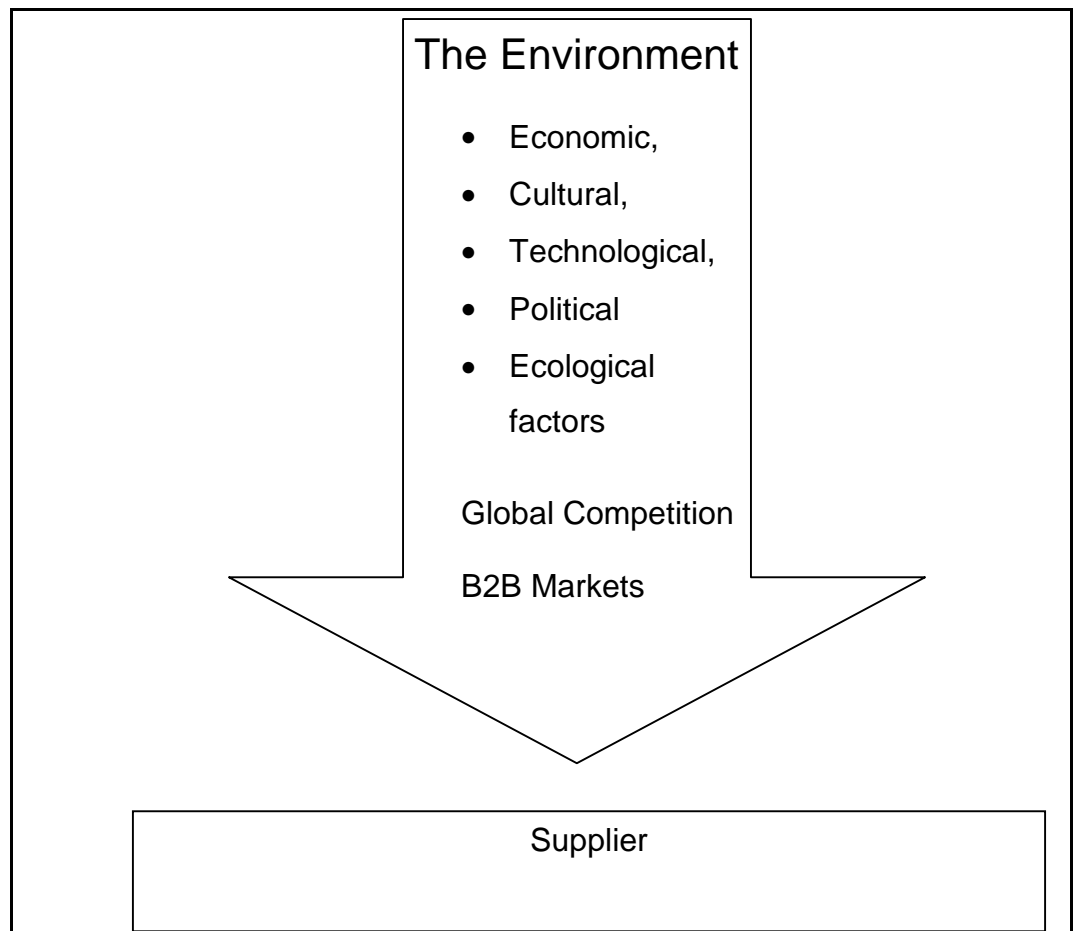 The Environment
• Economic,
• Cultural,
• Technological,
• Political
• Ecological
factors
Global Competition
B2B Markets
Supplier